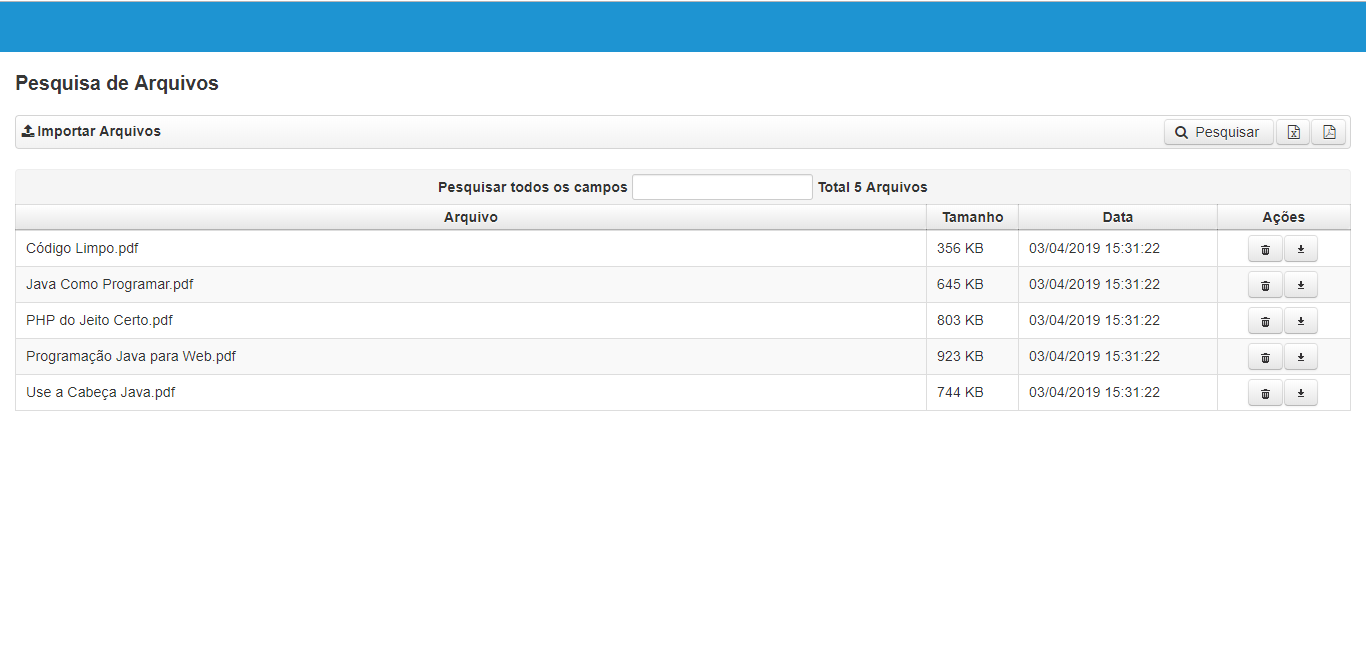 Pesquisa de Arquivos
Importar Arquivos Pesquisar
Pesquisar todos os campos Total 5 Arquivos
Arquivo Tamanho Data Ações
Código Limpo.pdf 356 KB 03/04/2019 15:31:22
Java Como Programar.pdf 645 KB 03/04/2019 15:31:22
PHP do Jeito Certo.pdf 803 KB 03/04/2019 15:31:22
Programação Java para Web.pdf 923 KB 03/04/2019 15:31:22
Use a Cabeça Java.pdf 744 KB 03/04/2019 15:31:22